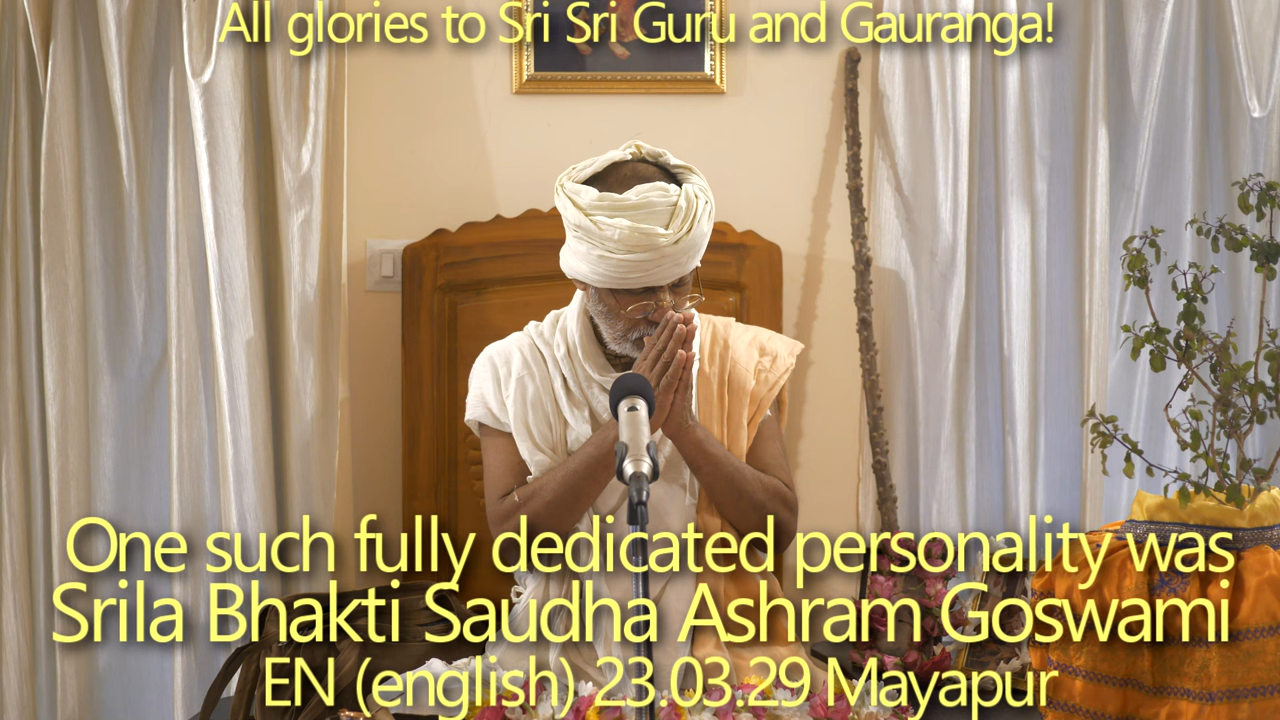 All glories to Sri Sri Guru and Gauranga!
One such fully dedicated personality was
Srila Bhakti Saudha Ashram Goswami
EN (english) 23.03.29 Mayapur